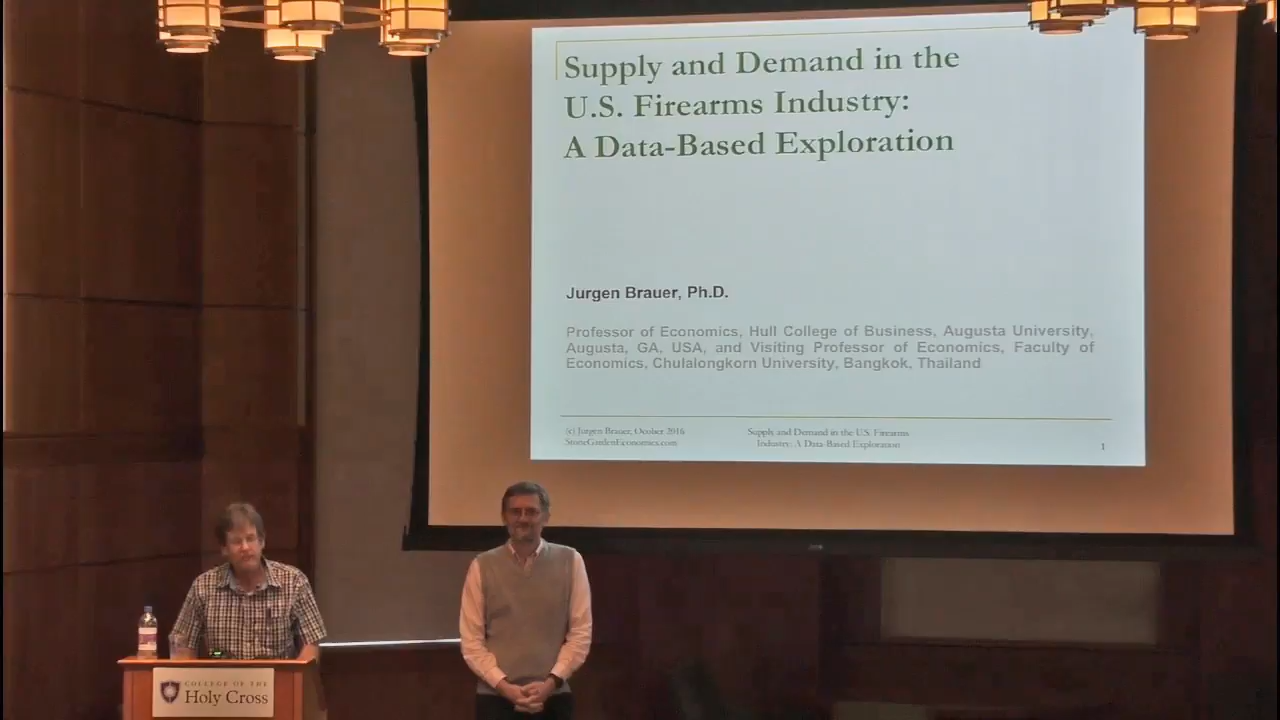 Supply and Demand in the
U.S. Firearms Industry:
A Data-Based Exploration
Jurgen Brauer, Ph.D.
Professor of Economics, Hull College of Business, Augusta University,
Augusta, GA, USA, and Visiting Professor of Economics, Faculty of
Economics, Chulalongkorn University, Bangkok, Thailand
(c) Jurgen Brauer, Ocober 2016
StoneGardenEconomics.com
Supply and Demand in the U.S. Firearms
Industry: A Data-Based Exploration
1
COLLEGE OF THE
Holy Cross